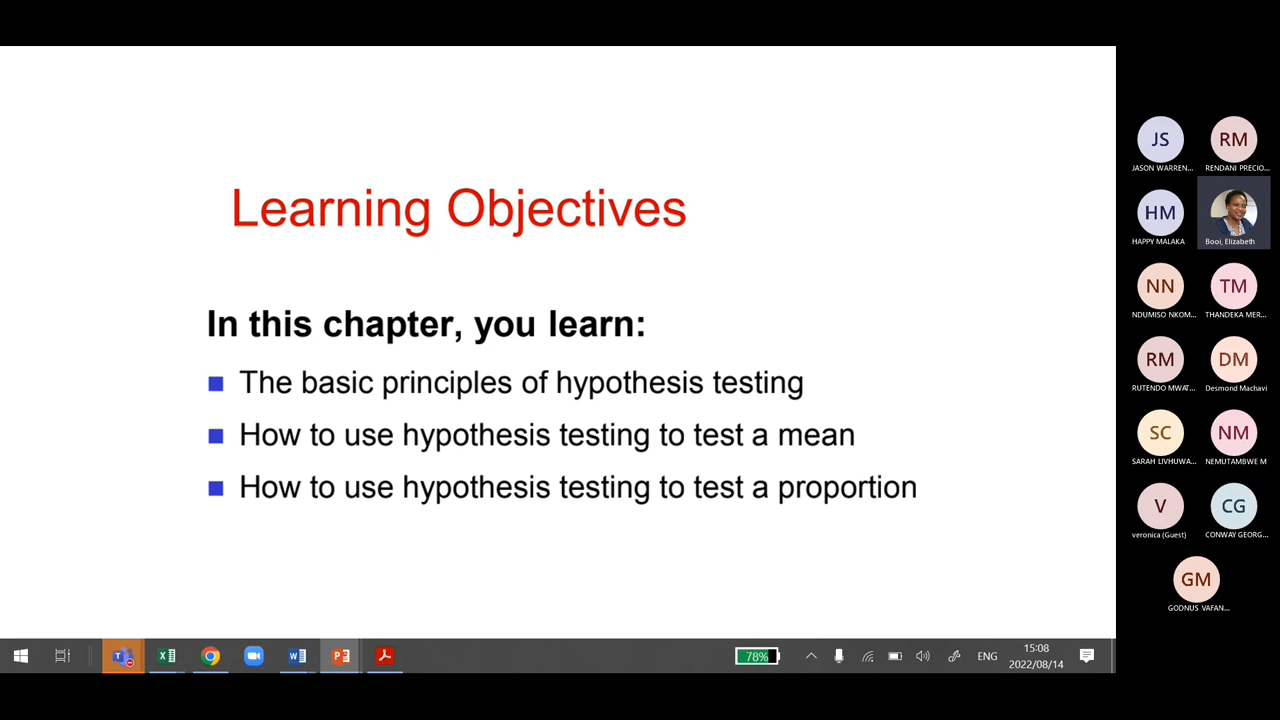 Learning Objectives
In this chapter, you learn:
The basic principles of hypothesis testing
How to use hypothesis testing to test a mean
How to use hypothesis testing to test a proportion
JS
RM
JASON WARREN...
RENDANI PRECIO...
HM
HAPPY MALAKA
Booi, Elizabeth
NN
TM
NDUMISO NKOM...
THANDEKA MER...
RM
DM
RUTENDO MWAT...
Desmond Machavi
SC
NM
SARAH LIVHUWA...
NEMUTAMBWE M
V
CG
veronica (Guest)
CONWAY GEORG...
GM
GODNUS VAFAN...
78%
ENG
15:08
2022/08/14